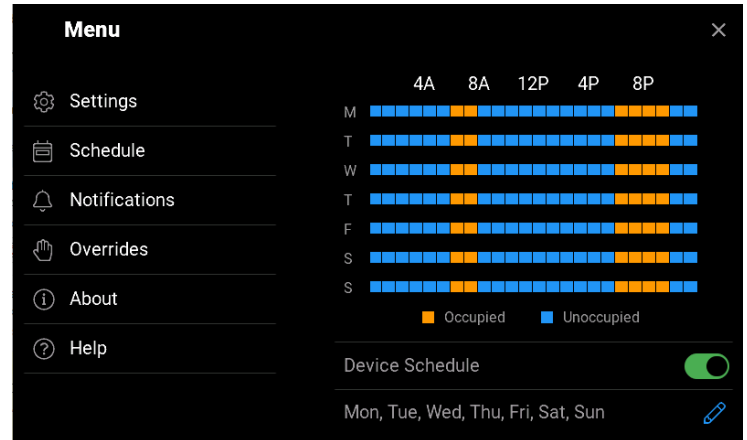 Menu
Settings
Schedule
Notifications
Overrides
About
Help
4A 8A 12P 4P 8P
M
T
W
T
F
S
S
Occupied Unoccupied
Device Schedule
Mon, Tue, Wed, Thu, Fri, Sat, Sun